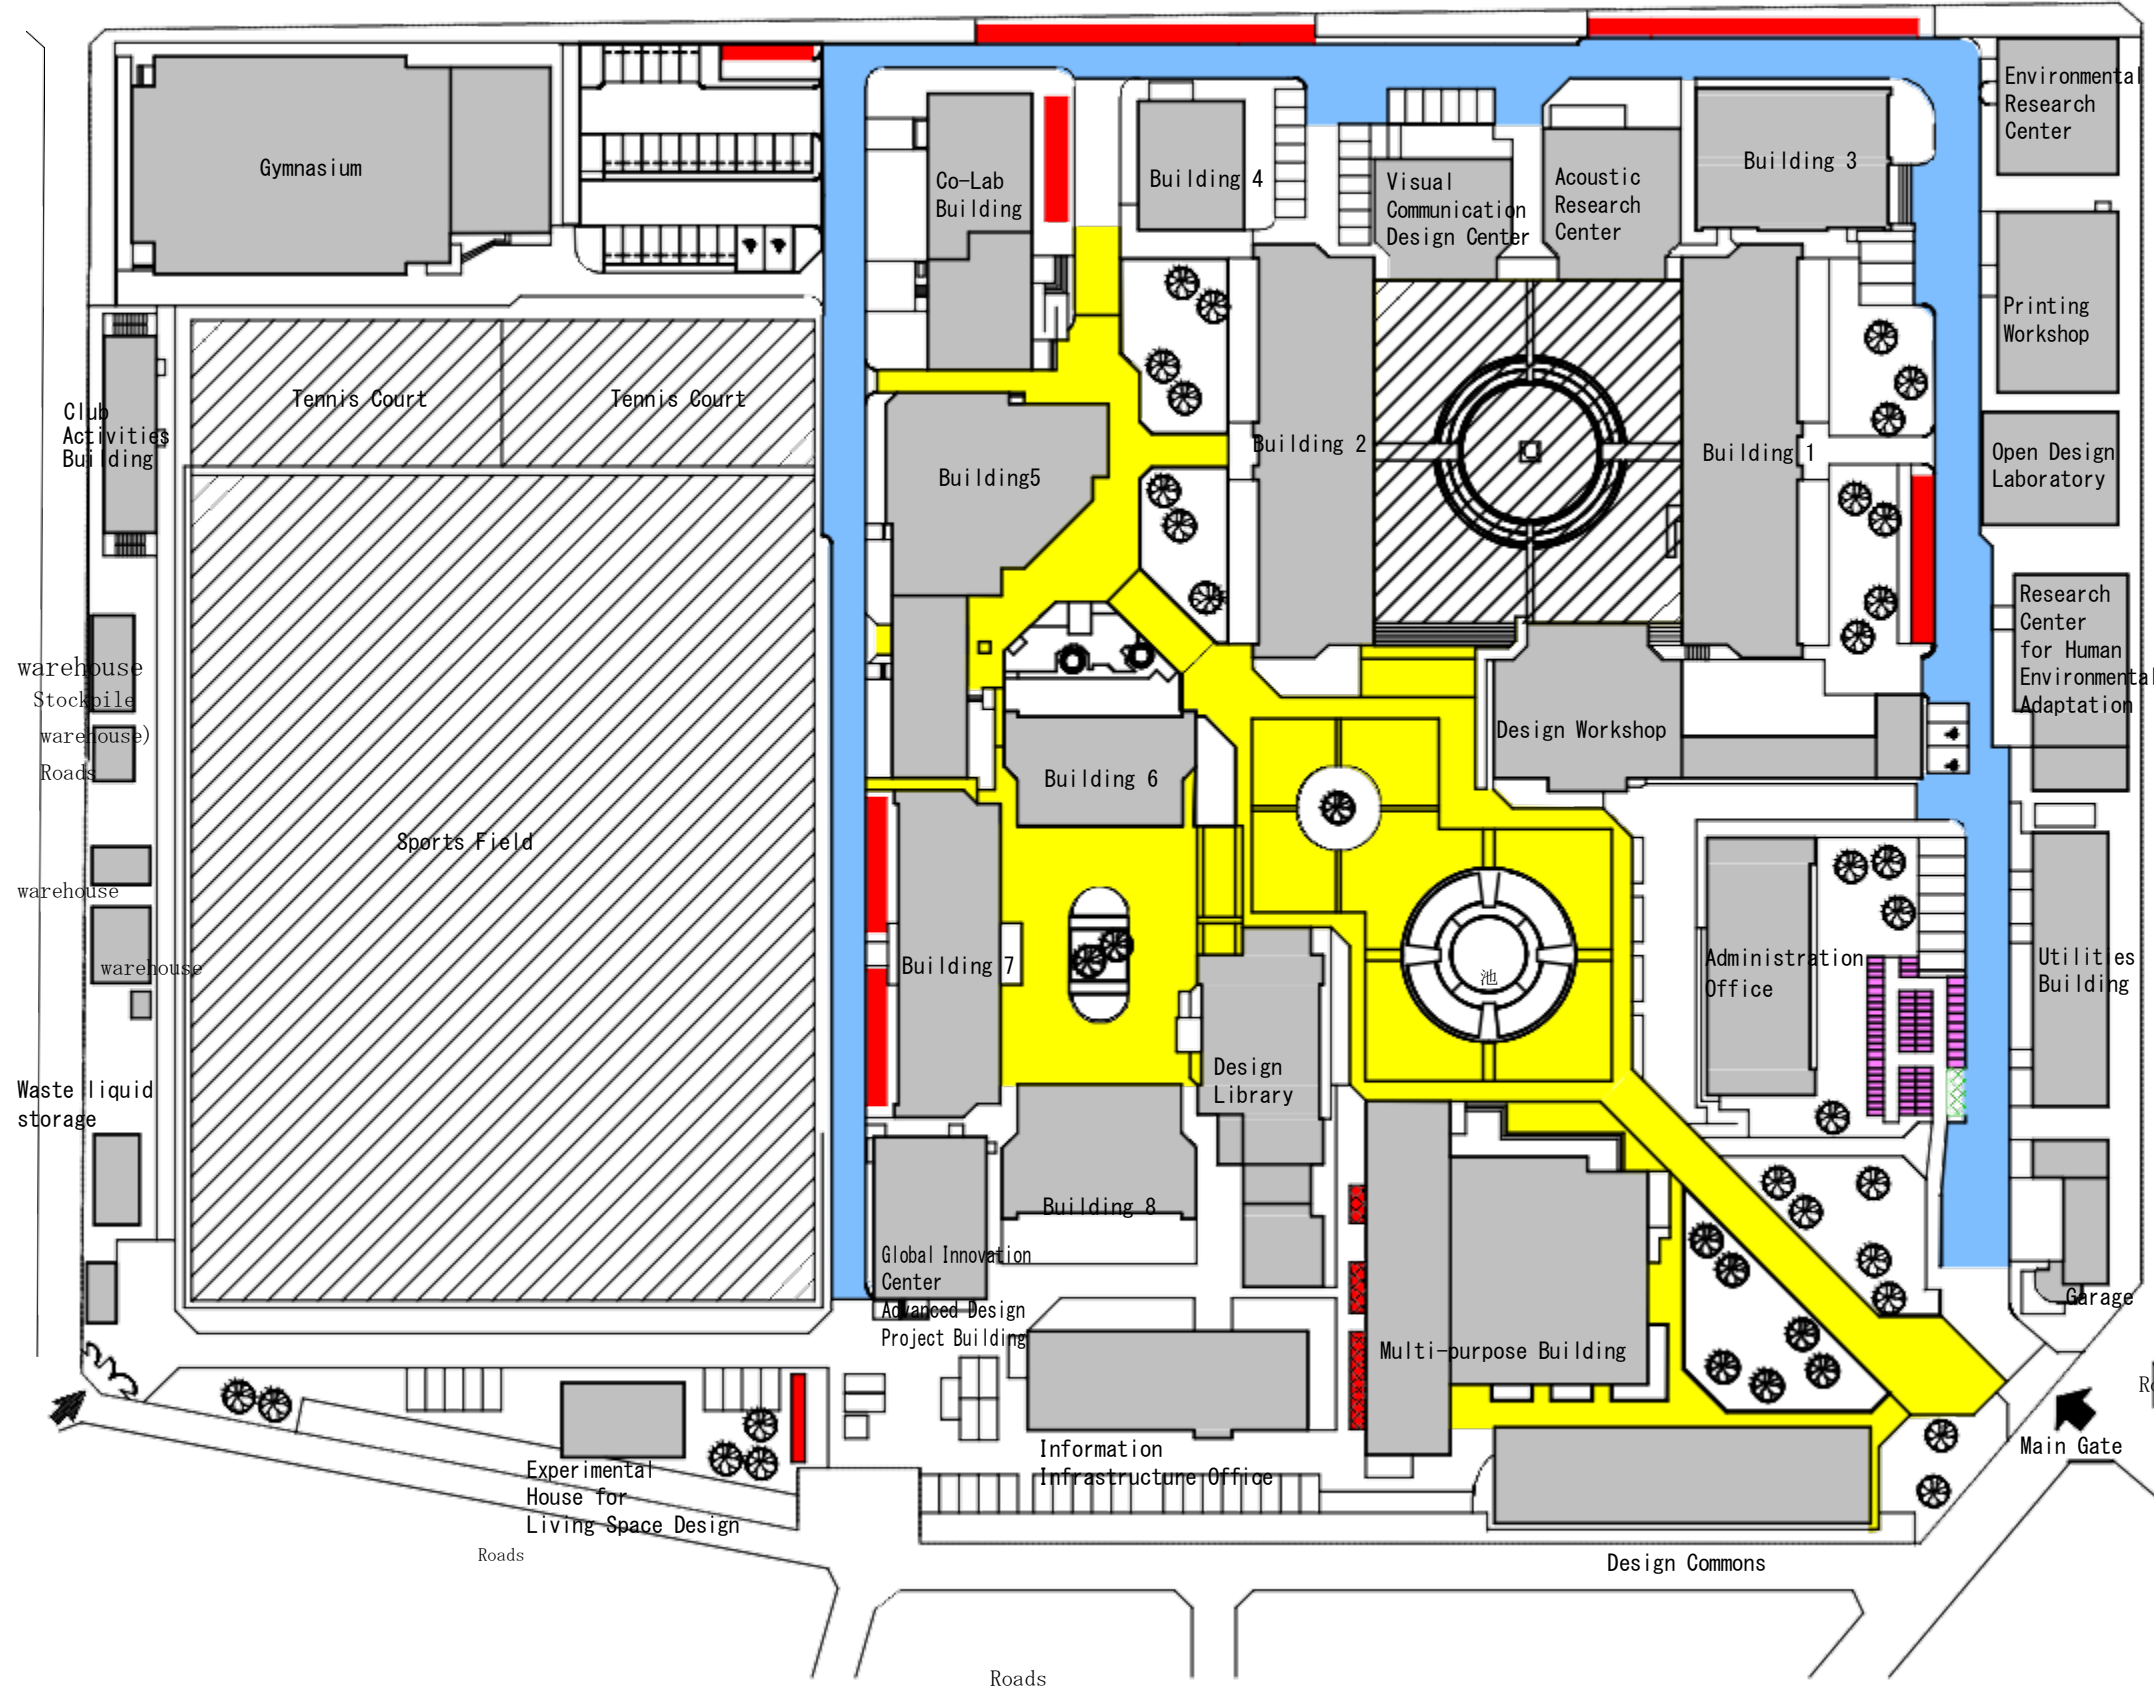 Environmental
Research
Center
Gymnasium
Co-Lab
Building
Building 4
Visual
Communication
Design Center
Acoustic
Research
Center
Building 3
Printing
Workshop
Tennis Court
Tennis Court
Club
Activities
Building
Building5
Building 2
Building 1
Open Design
Laboratory
Research
Center
for Human
Environmental
Adaptation
warehouse
Stockpile
warehouse)
Roads
Design Workshop
Building 6
Sports Field
warehouse
warehouse
Building 7
池
Administration
Office
Utilities
Building
Design
Library
Waste liquid
storage
Building 8
Global Innovation
Center
Advanced Design
Project Building
Garage
Multi-purpose Building
Main Gate
Information
Infrastructure Office
Experimental
House for
Living Space Design
Roads
Design Commons
Roads